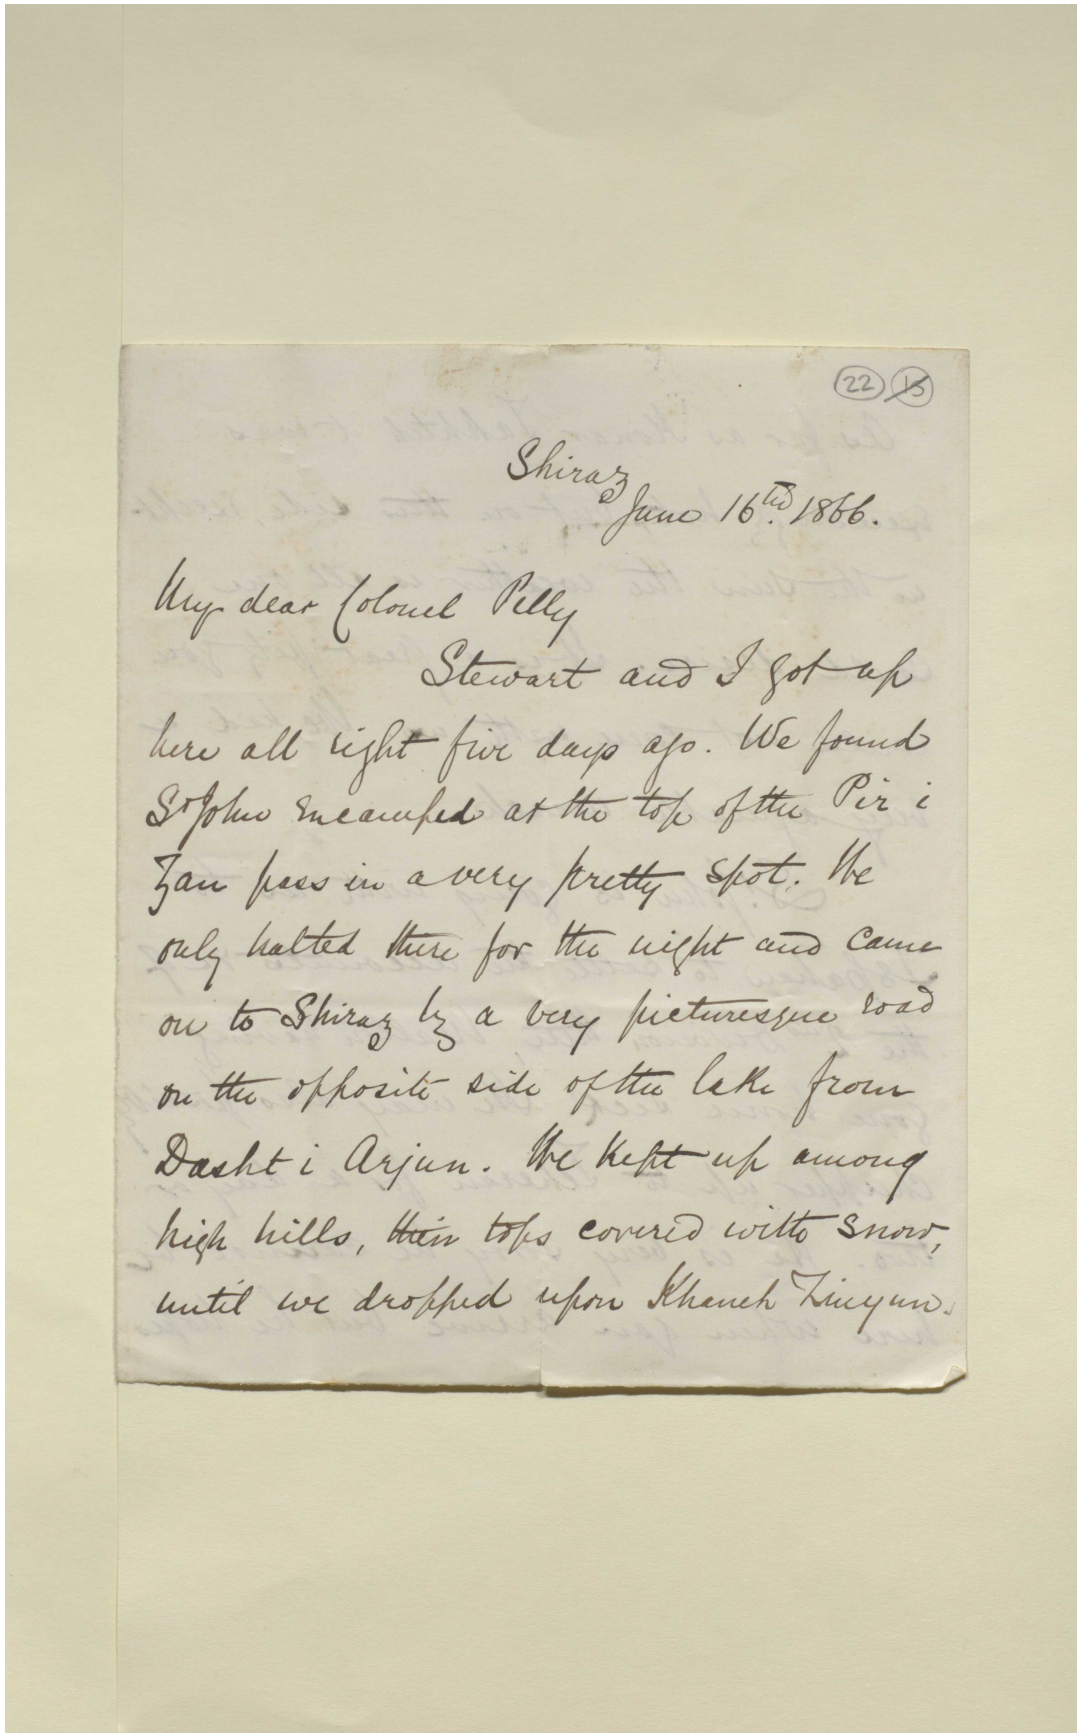 22 15
Shiraz
June 16th. 1866.
My dear Colonel Pelly
Stewart and I got up
here all right five days ago. We found
St John encamped at the top of the Pir i
Zan pass in a very pretty spot. We
only halted there for the night and came
on to Shiraz by a very picturesque road
on the opposite side of the lake from
Dasht i Arjun. We kept up among
high hills, their tops covered with snow,
until we dropped upon Khaneh Zinyun.